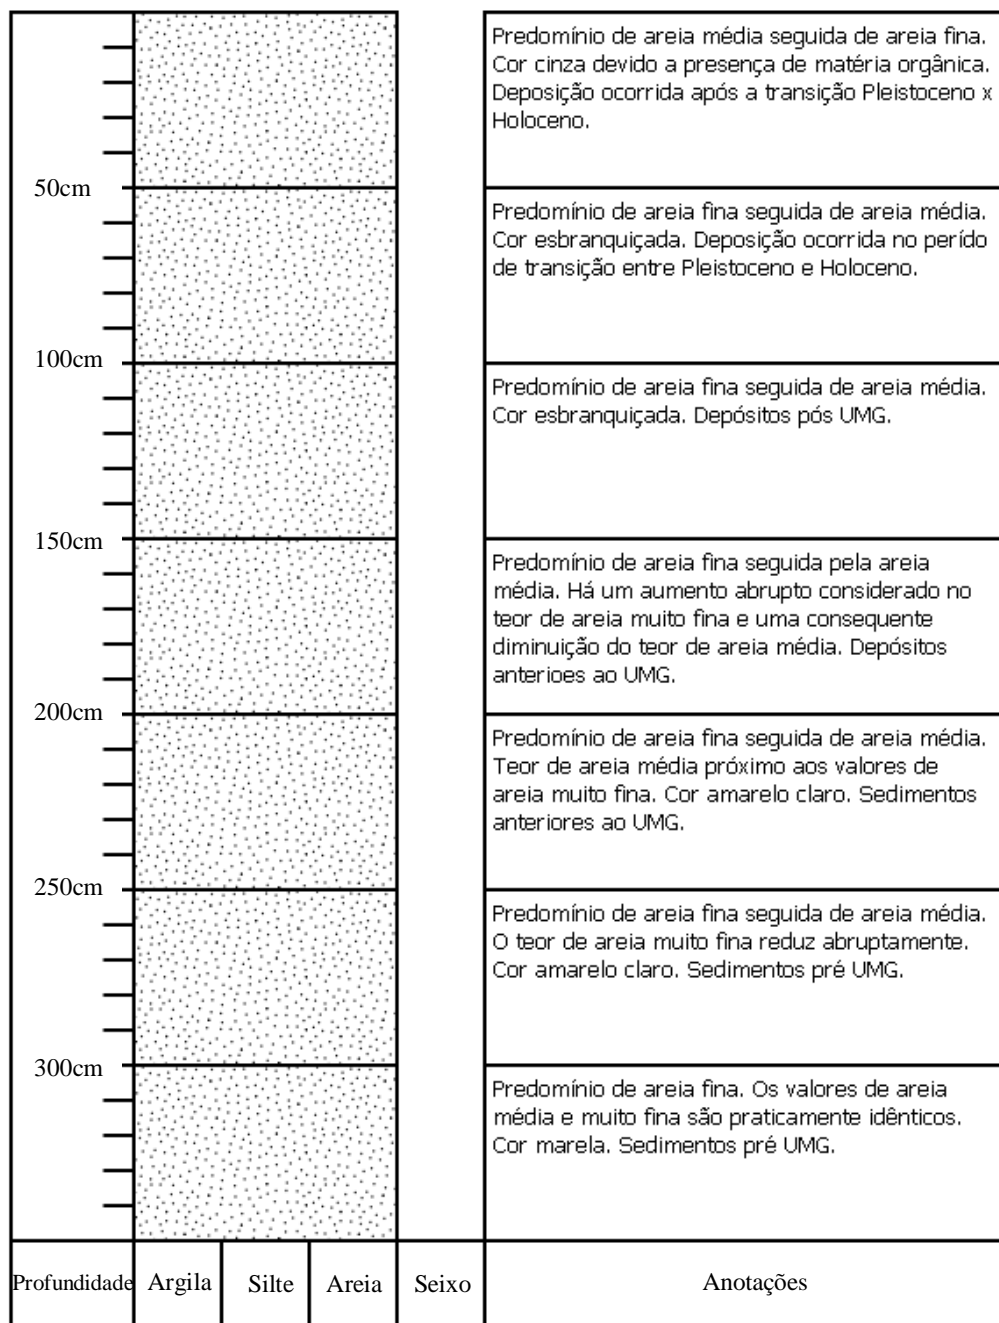 Predomínio de areia média seguida de areia fina.
Cor cinza devido a presença de matéria orgânica.
Deposição ocorrida após a transição Pleistoceno x
Holoceno.
50cm
Predomínio de areia fina seguida de areia média.
Cor esbranquiçada. Deposição ocorrida no perído
de transição entre Pleistoceno e Holoceno.
100cm
Predomínio de areia fina seguida de areia média.
Cor esbranquiçada. Depósitos pós UMG.
150cm
Predomínio de areia fina seguida pela areia
média. Há um aumento abrupto considerado no
teor de areia muito fina e uma consequente
diminuição do teor de areia média. Depósitos
anterioes ao UMG.
200cm
Predomínio de areia fina seguida de areia média.
Teor de areia média próximo aos valores de
areia muito fina. Cor amarelo claro. Sedimentos
anteriores ao UMG.
250cm
Predomínio de areia fina seguida de areia média.
O teor de areia muito fina reduz abruptamente.
Cor amarelo claro. Sedimentos pré UMG.
300cm
Predomínio de areia fina. Os valores de areia
média e muito fina são praticamente idênticos.
Cor marela. Sedimentos pré UMG.
Profundidade Argila Silte Areia Seixo Anotações